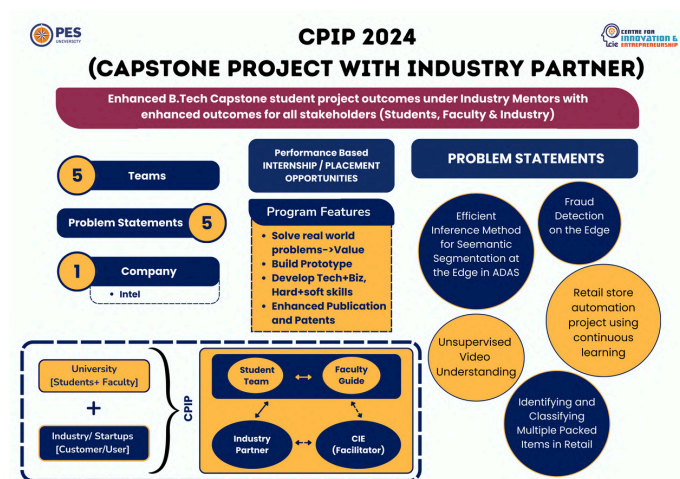 PES
UNIVERSITY
CPIP 2024
(CAPSTONE PROJECT WITH INDUSTRY PARTNER)
CENTRE FOR
INNOVATION &
ENTREPRENEURSHIP
cie
Enhanced B.Tech Capstone student project outcomes under Industry Mentors with
enhanced outcomes for all stakeholders (Students, Faculty & Industry)
5
Teams
Problem Statements
5
1
Company
• Intel
Performance Based
INTERNSHIP / PLACEMENT
OPPORTUNITIES
Program Features
• Solve real world
problems->Value
• Build Prototype
• Develop Tech+Biz,
Hard+soft skills
• Enhanced Publication
and Patents
PROBLEM STATEMENTS
Efficient
Inference Method
for Seemantic
Segmentation at
the Edge in ADAS
Fraud
Detection
on the Edge
Retail store
automation
project using
continuous
learning
Unsupervised
Video
Understanding
Identifying and
Classifying
Multiple Packed
Items in Retail
University
[Students+ Faculty]
+
Industry/ Startups
[Customer/User]
CPIP
Student
Team
Faculty
Guide
Industry
Partner
CIE
(Facilitator)